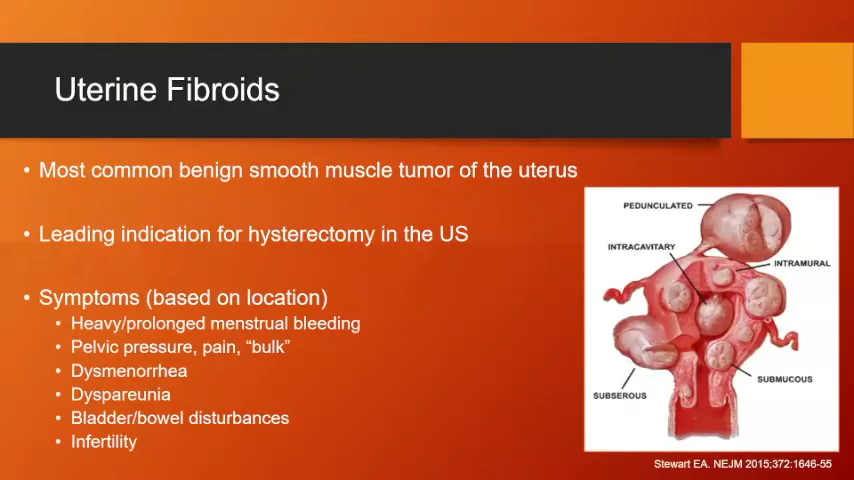 Uterine Fibroids
• Most common benign smooth muscle tumor of the uterus
• Leading indication for hysterectomy in the US
• Symptoms (based on location)
• Heavy/prolonged menstrual bleeding
• Pelvic pressure, pain, “bulk”
• Dysmenorrhea
• Dyspareunia
• Bladder/bowel disturbances
• Infertility
PEDUNCULATED
INTRACAVITARY
INTRAMURAL
SUBMUCOUS
SUBSEROUS
Stewart EA. NEJM 2015;372:1646-55